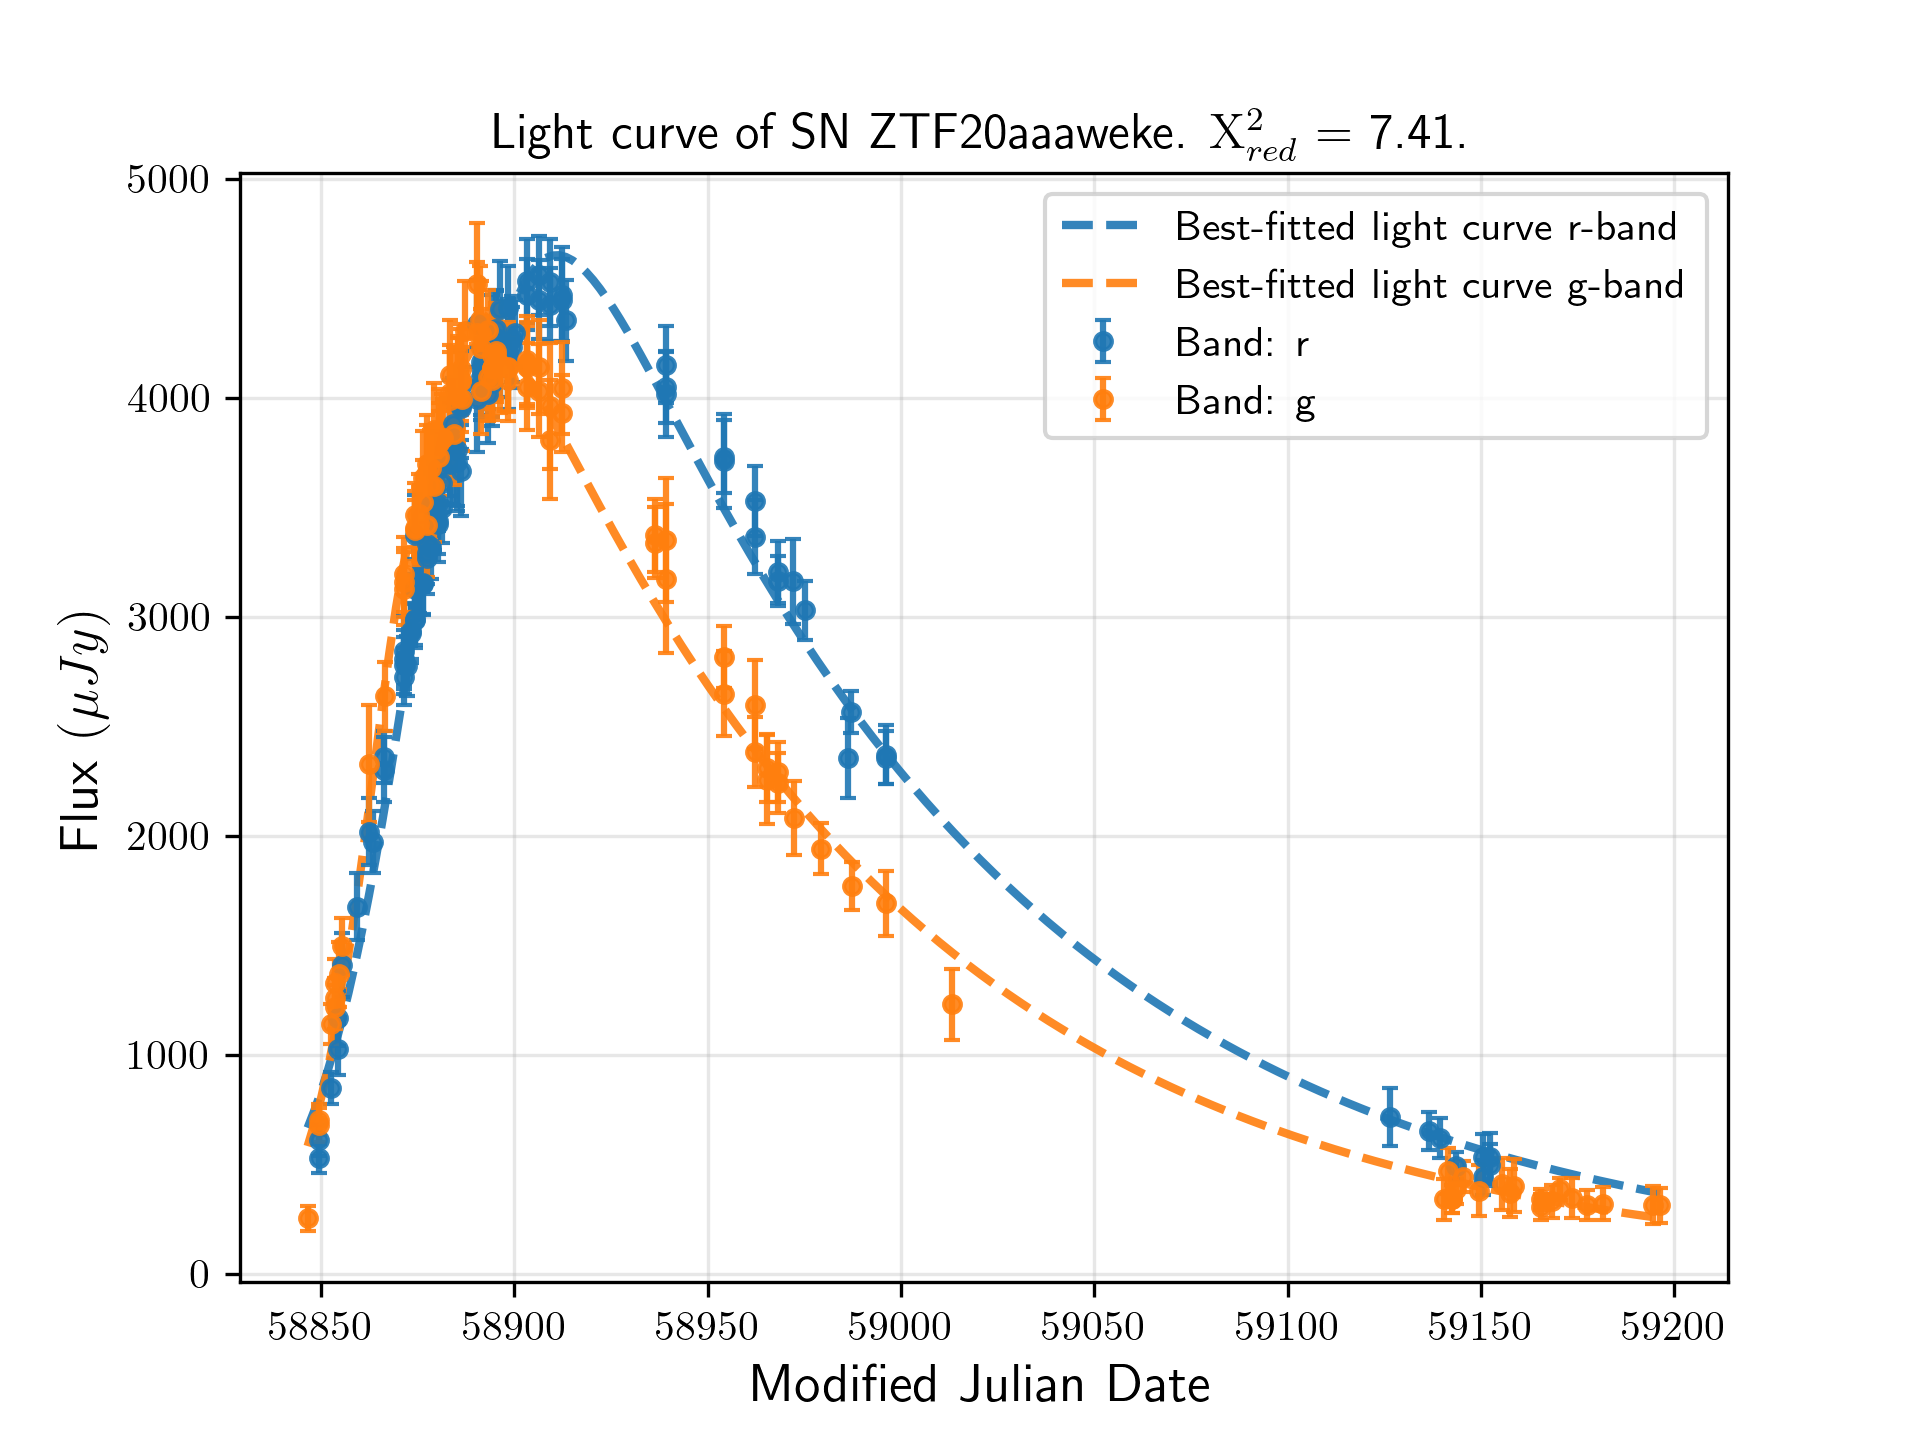 Light curve of SN ZTF20aaaweke. X²_red = 7.41.
5000
4000
3000
2000
1000
0
Flux (μJy)
Best-fitted light curve r-band
Best-fitted light curve g-band
Band: r
Band: g
58850 58900 58950 59000 59050 59100 59150 59200
Modified Julian Date